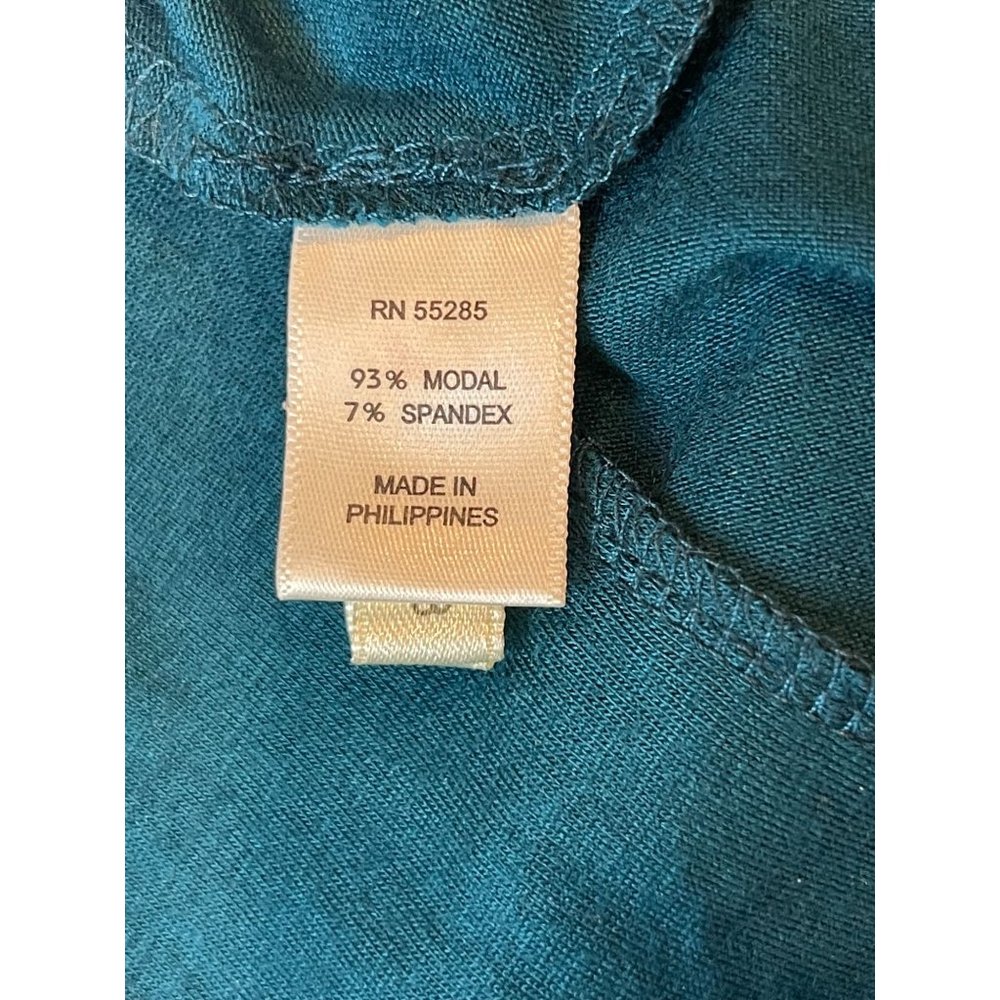 RN 55285
93% MODAL
7% SPANDEX
MADE IN
PHILIPPINES